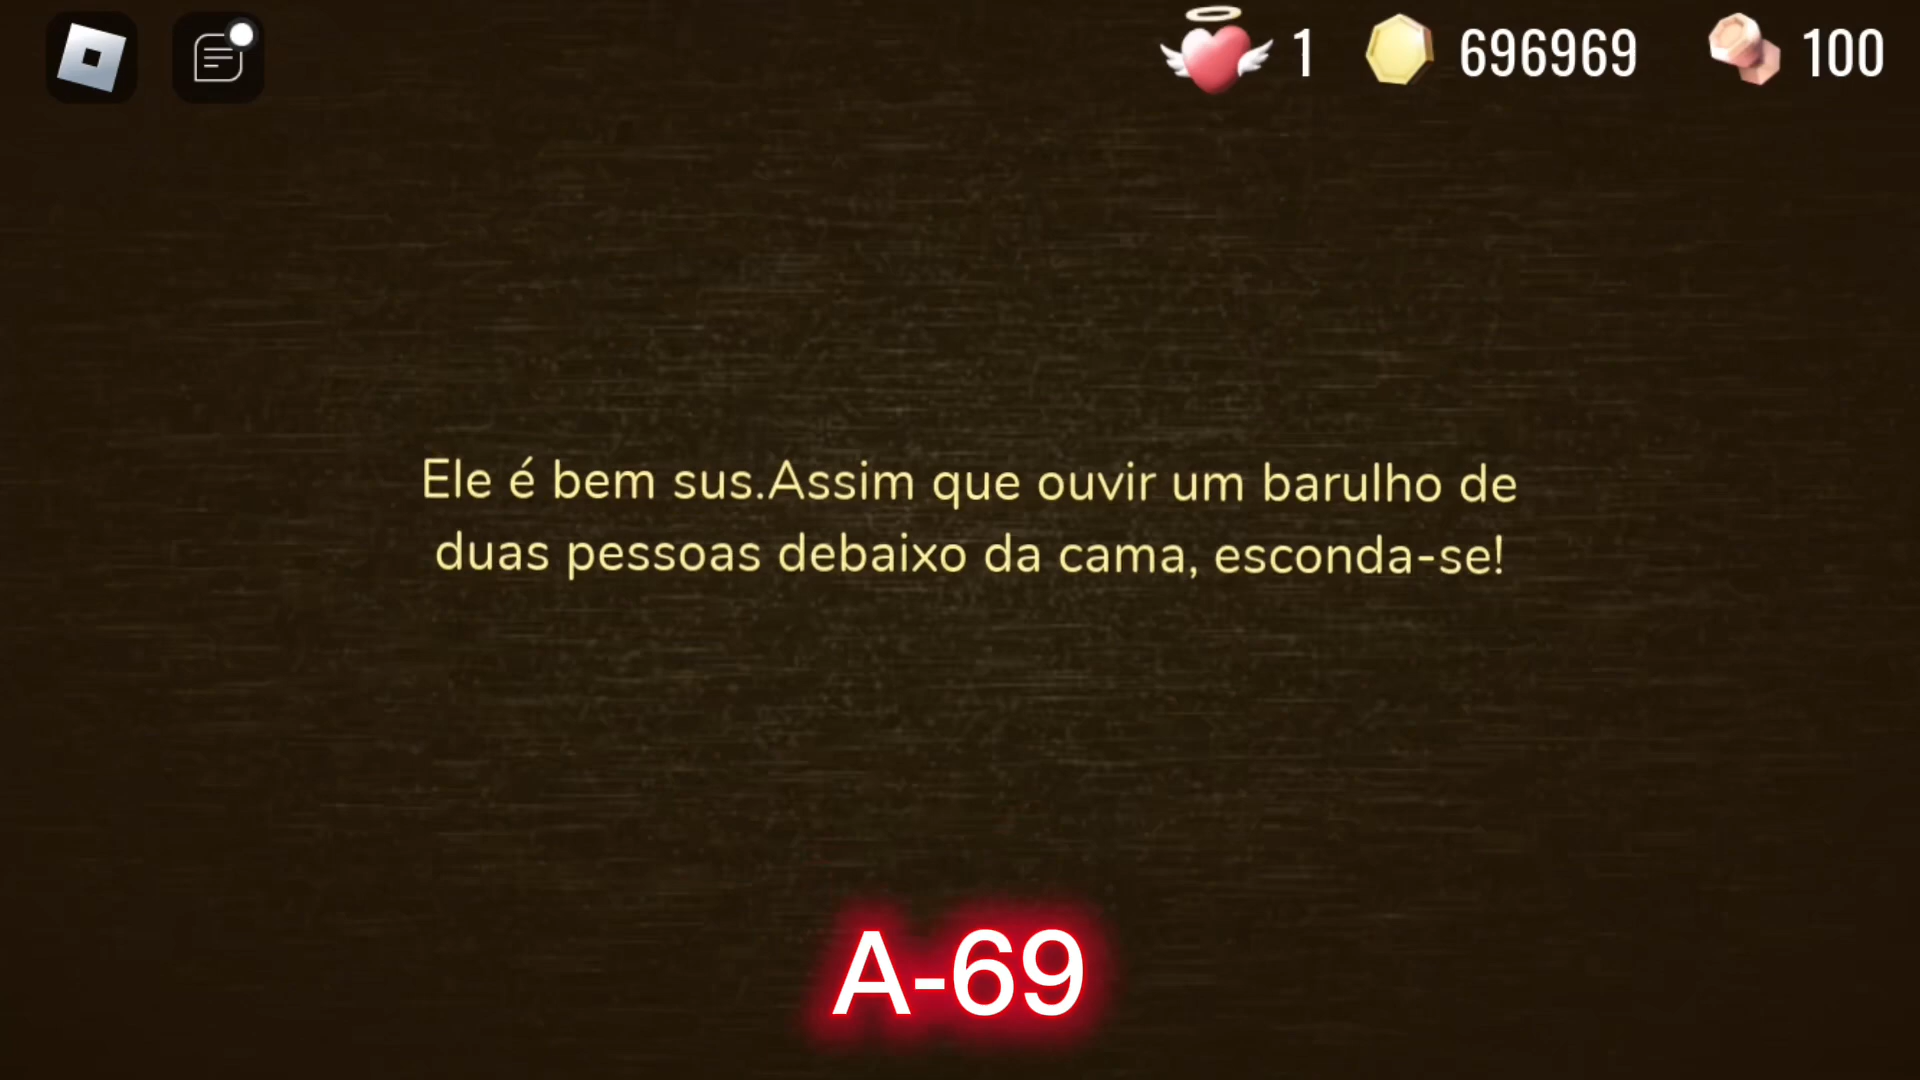 1 696969 100
Ele é bem sus.Assim que ouvir um barulho de
duas pessoas debaixo da cama, esconda-se!
A-69